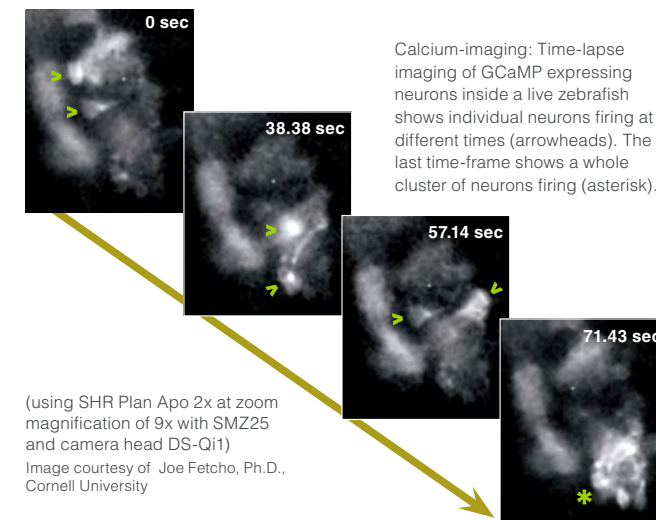 0 sec
38.38 sec
57.14 sec
71.43 sec
Calcium-imaging: Time-lapse
imaging of GCaMP expressing
neurons inside a live zebrafish
shows individual neurons firing at
different times (arrowheads). The
last time-frame shows a whole
cluster of neurons firing (asterisk).
(using SHR Plan Apo 2x at zoom
magnification of 9x with SMZ25
and camera head DS-Qi1)
Image courtesy of Joe Fetcho, Ph.D.,
Cornell University